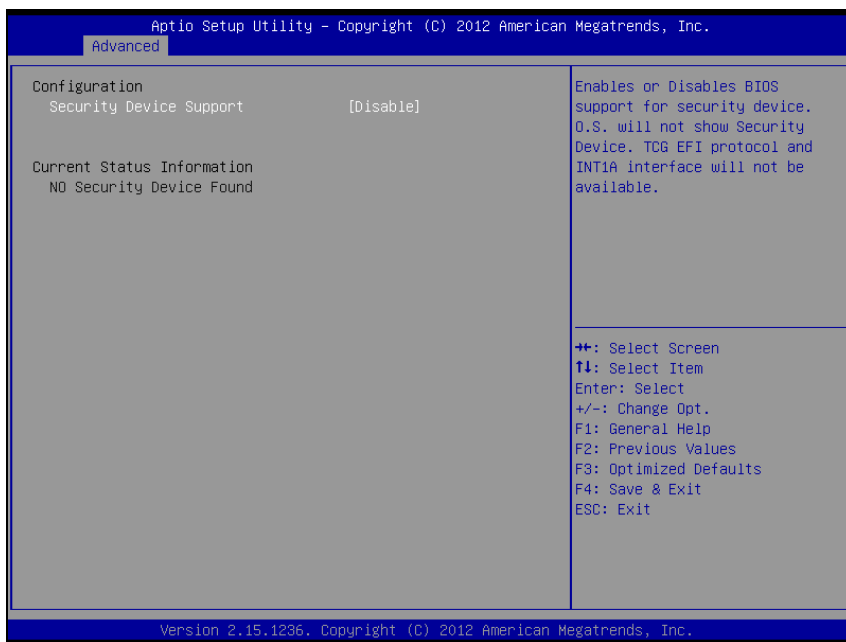 Aptio Setup Utility – Copyright (C) 2012 American Megatrends, Inc.
Advanced
Configuration
Security Device Support [Disable]
Current Status Information
NO Security Device Found
Enables or Disables BIOS
support for security device.
O.S. will not show Security
Device. TCG EFI protocol and
INT1A interface will not be
available.
→←: Select Screen
↑↓: Select Item
Enter: Select
+/-: Change Opt.
F1: General Help
F2: Previous Values
F3: Optimized Defaults
F4: Save & Exit
ESC: Exit
Version 2.15.1236. Copyright (C) 2012 American Megatrends, Inc.